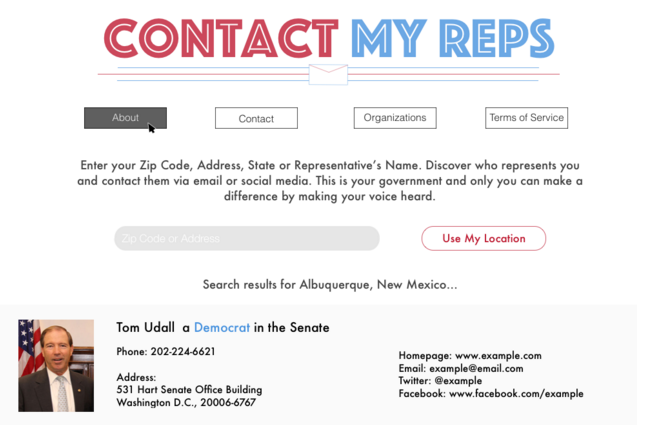 CONTACT MY REPS
About
Contact
Organizations
Terms of Service
Enter your Zip Code, Address, State or Representative's Name. Discover who represents you
and contact them via email or social media. This is your government and only you can make a
difference by making your voice heard.
Zip Code or Address
Use My Location
Search results for Albuquerque, New Mexico...
Tom Udall a Democrat in the Senate
Phone: 202-224-6621
Address:
531 Hart Senate Office Building
Washington D.C., 20006-6767
Homepage: www.example.com
Email: example@email.com
Twitter: @example
Facebook: www.facebook.com/example